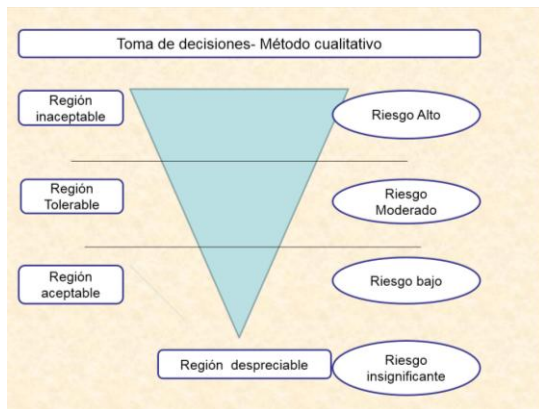 Toma de decisiones- Método cualitativo
Región
inaceptable
Riesgo Alto
Región
Tolerable
Riesgo
Moderado
Región
aceptable
Riesgo bajo
Región despreciable
Riesgo
insignificante